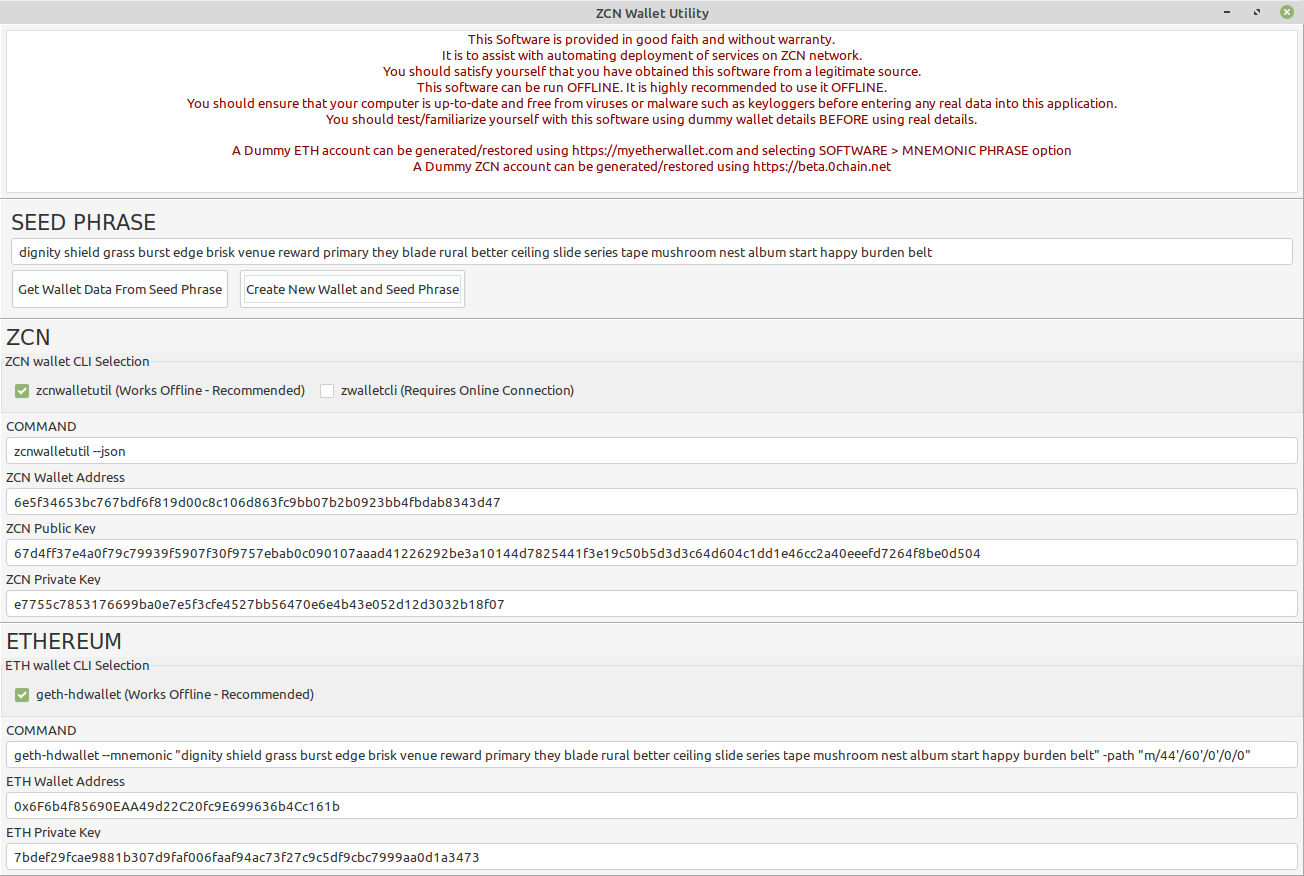 ZCN Wallet Utility
This Software is provided in good faith and without warranty.
It is to assist with automating deployment of services on ZCN network.
You should satisfy yourself that you have obtained this software from a legitimate source.
This software can be run OFFLINE. It is highly recommended to use it OFFLINE.
You should ensure that your computer is up-to-date and free from viruses or malware such as keyloggers before entering any real data into this application.
You should test/familiarize yourself with this software using dummy wallet details BEFORE using real details.
A Dummy ETH account can be generated/restored using https://myetherwallet.com and selecting SOFTWARE > MNEMONIC PHRASE option
A Dummy ZCN account can be generated/restored using https://beta.0chain.net
SEED PHRASE
dignity shield grass burst edge brisk venue reward primary they blade rural better ceiling slide series tape mushroom nest album start happy burden belt
Get Wallet Data From Seed Phrase Create New Wallet and Seed Phrase
ZCN
ZCN wallet CLI Selection
zcnwalletutil (Works Offline - Recommended) zwalletcli (Requires Online Connection)
COMMAND
zcnwalletutil --json
ZCN Wallet Address
6e5f34653bc767bdf6f819d00c8c106d863fc9bb07b2b0923bb4fbdab8343d47
ZCN Public Key
67d4ff37e4a0f79c79939f5907f30f9757ebab0c090107aaad41226292be3a10144d7825441f3e19c50b5d3d3c64d604c1dd1e46cc2a40eeefd7264f8be0d504
ZCN Private Key
e7755c7853176699ba0e7e5f3cfe4527bb56470e6e4b43e052d12d3032b18f07
ETHEREUM
ETH wallet CLI Selection
geth-hdwallet (Works Offline - Recommended)
COMMAND
geth-hdwallet --mnemonic "dignity shield grass burst edge brisk venue reward primary they blade rural better ceiling slide series tape mushroom nest album start happy burden belt" -path "m/44'/60'/0'/0/0"
ETH Wallet Address
0x6F6b4f85690EAA49d22C20fc9E699636b4Cc161b
ETH Private Key
7bdef29fcae9881b307d9faf006faaf94ac73f27c9c5df9cbc7999aa0d1a3473